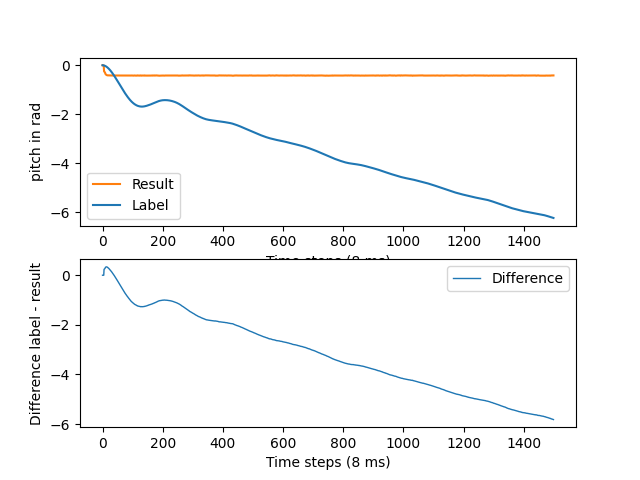 0
−2
−4
−6
pitch in rad
Result
Label
0 200 400 600 800 1000 1200 1400
Time steps (8 ms)
0
−2
−4
−6
Difference label - result
Difference
0 200 400 600 800 1000 1200 1400
Time steps (8 ms)